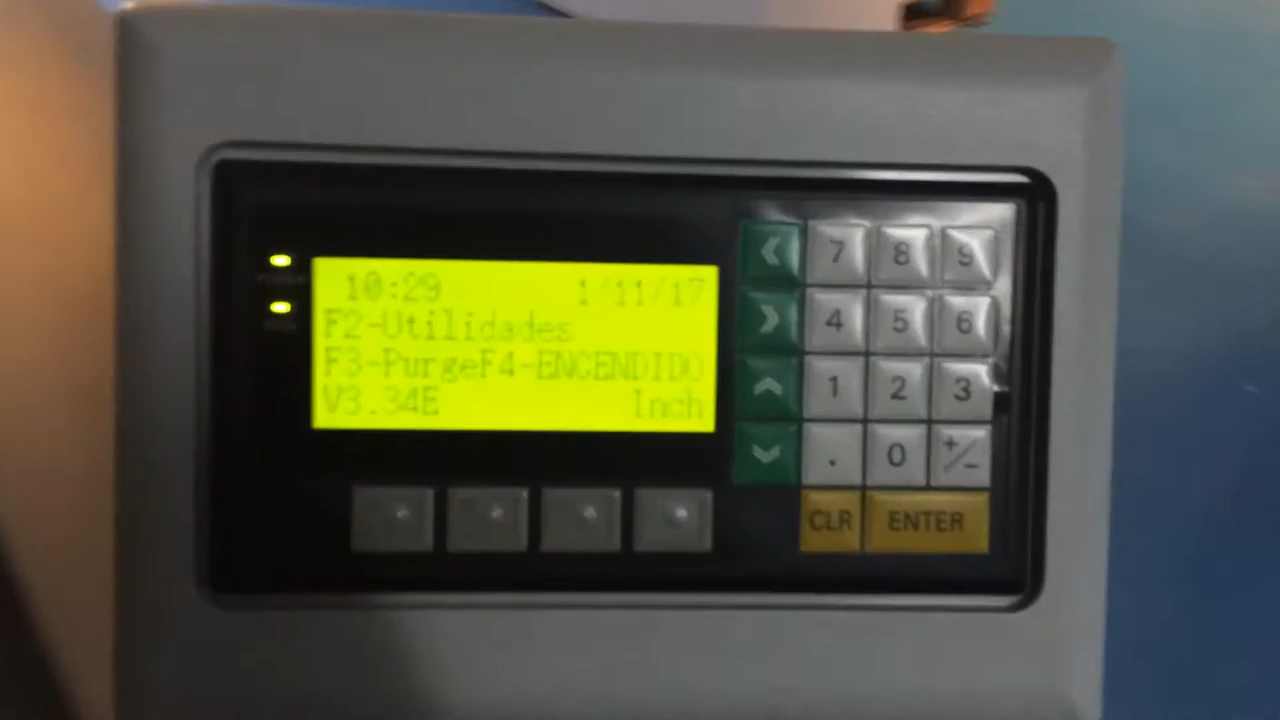 10:29 1/11/17
F2-Utilidades
F3-PurgeF4-ENCENDIDO
V3.34E Inch
7 8 9
4 5 6
1 2 3
. 0 +/-
CLR ENTER